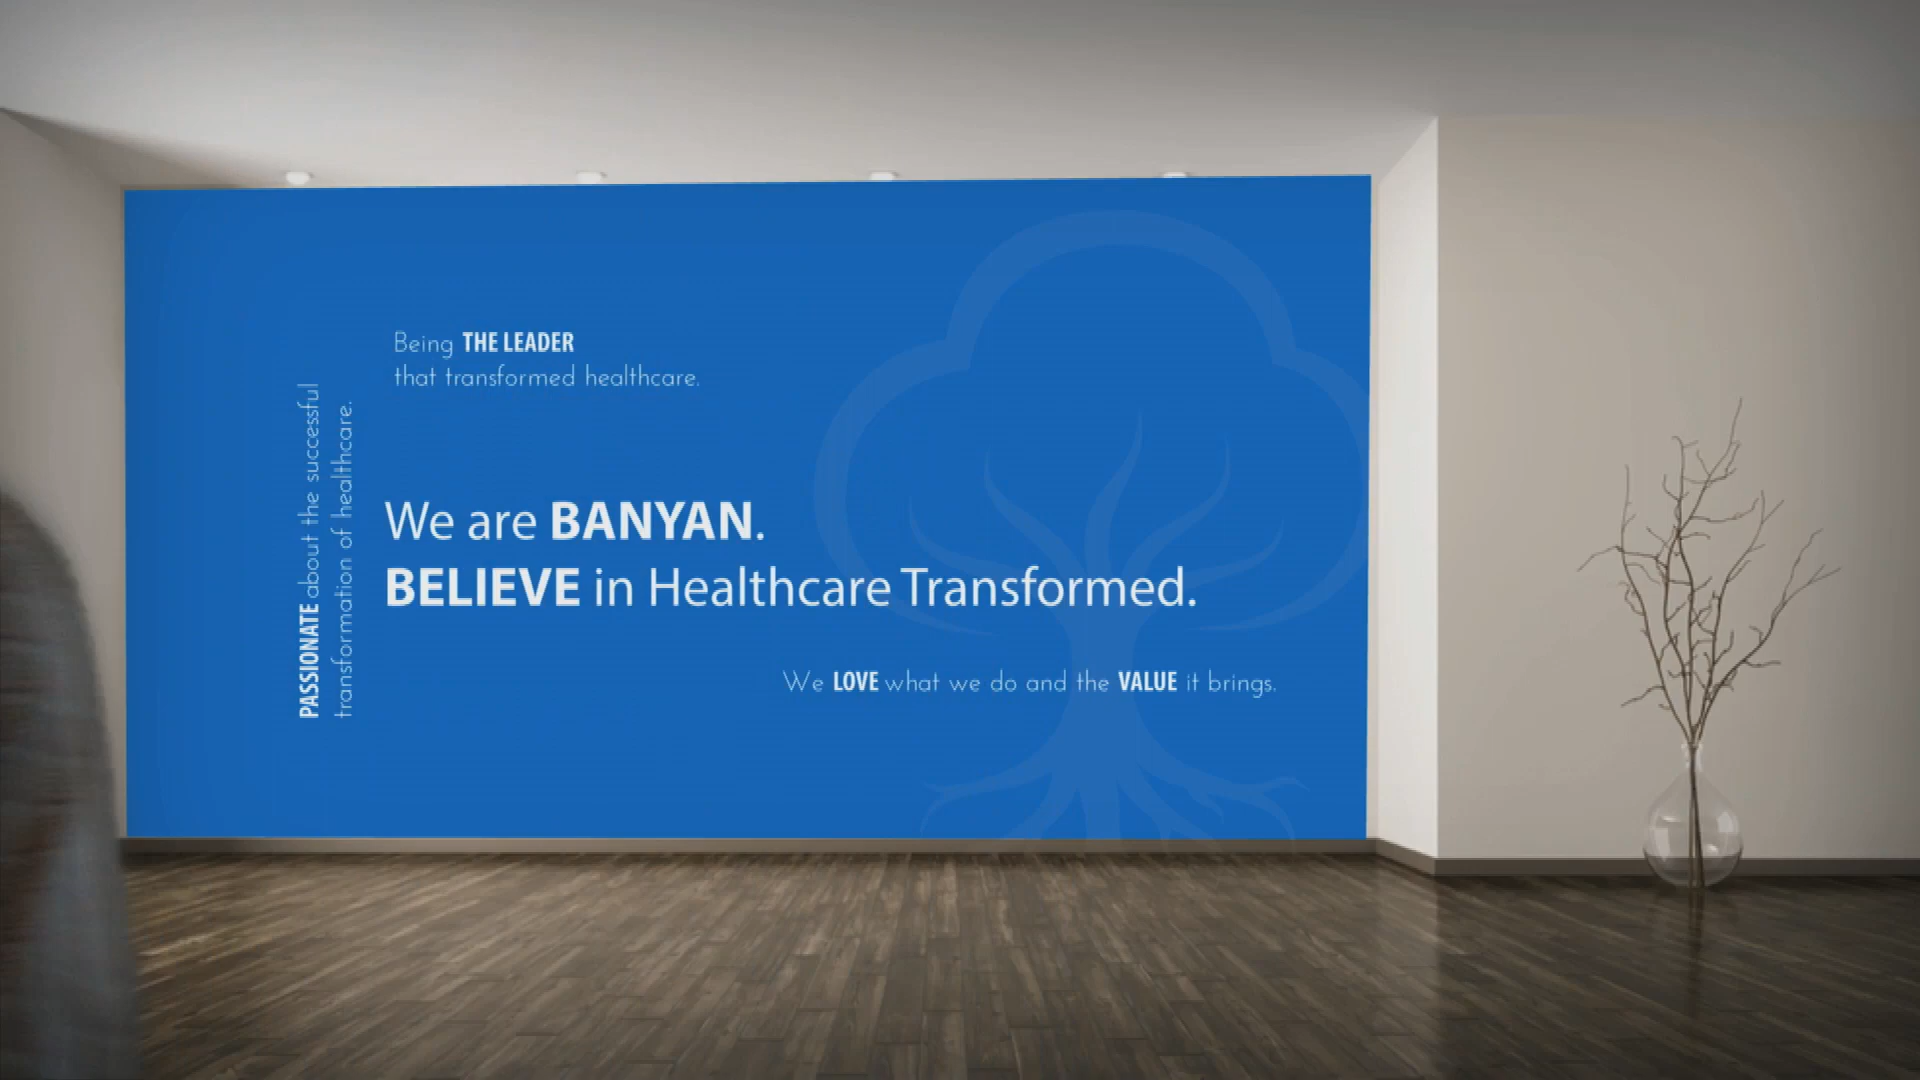 Being THE LEADER
that transformed healthcare.
PASSIONATE about the successful
transformation of healthcare.
We are BANYAN.
BELIEVE in Healthcare Transformed.
We LOVE what we do and the VALUE it brings.